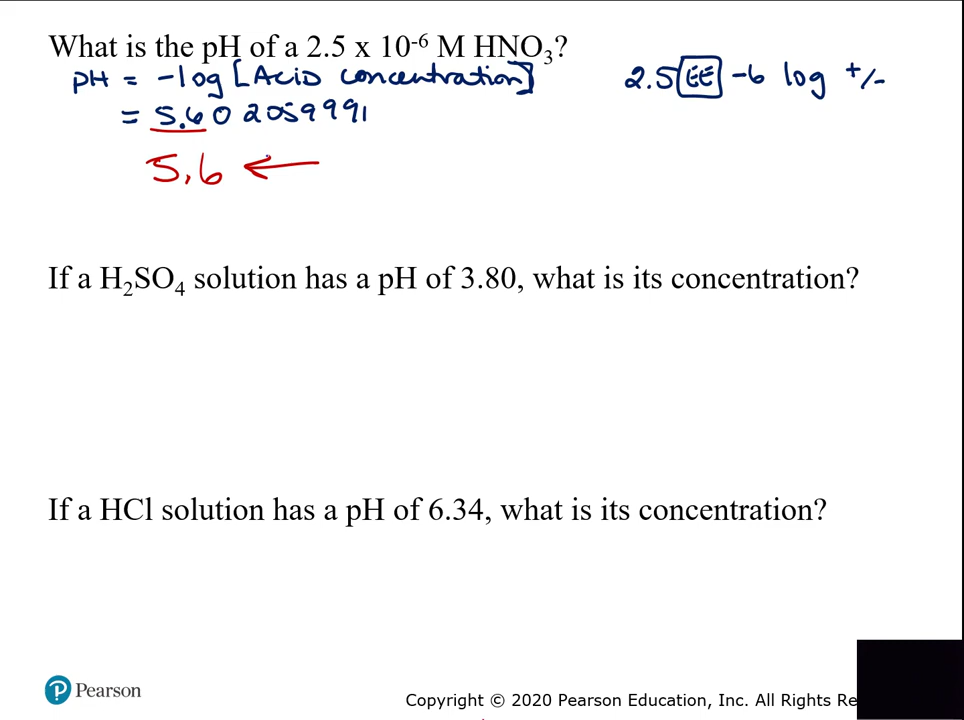 What is the pH of a 2.5 x 10⁻⁶ M HNO₃?
pH = -log [Acid concentration]
2.5 EE -6 log +/-
= 5.602059991
5.6 ←
If a H₂SO₄ solution has a pH of 3.80, what is its concentration?
If a HCl solution has a pH of 6.34, what is its concentration?
P Pearson
Copyright © 2020 Pearson Education, Inc. All Rights Re